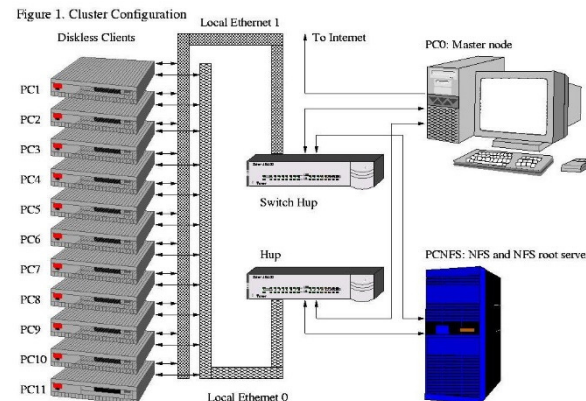 Figure 1. Cluster Configuration
Diskless Clients
Local Ethernet 1
To Internet
PC0: Master node
PC1
PC2
PC3
PC4
PC5
PC6
PC7
PC8
PC9
PC10
PC11
Switch Hup
Hup
PCNFS: NFS and NFS root serve
Local Ethernet 0